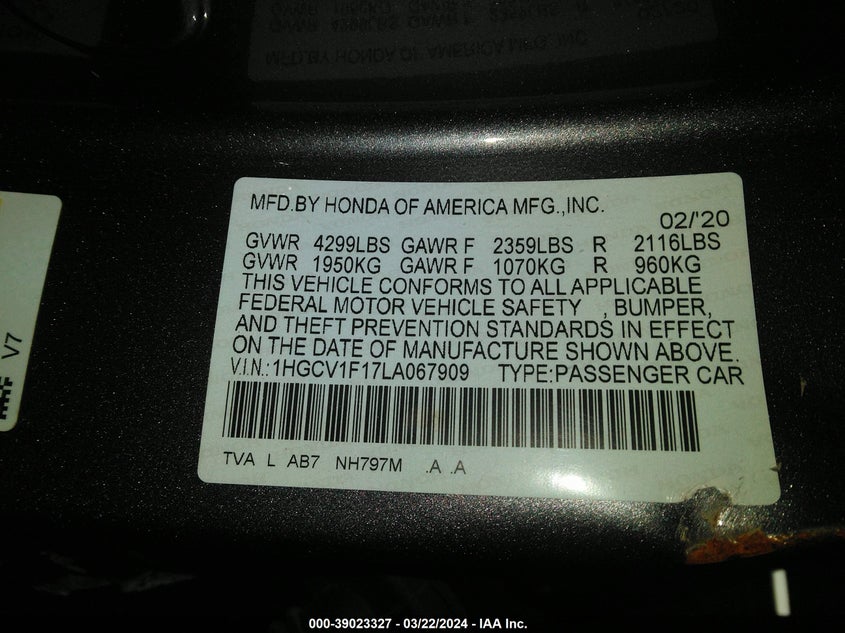 MFD.BY HONDA OF AMERICA MFG.,INC.
02/'20
GVWR 4299LBS GAWR F 2359LBS R 2116LBS
GVWR 1950KG GAWR F 1070KG R 960KG
THIS VEHICLE CONFORMS TO ALL APPLICABLE
FEDERAL MOTOR VEHICLE SAFETY , BUMPER,
AND THEFT PREVENTION STANDARDS IN EFFECT
ON THE DATE OF MANUFACTURE SHOWN ABOVE.
V.I.N.:1HGCV1F17LA067909 TYPE:PASSENGER CAR
TVA L AB7 NH797M .A .A
V7
000-39023327 - 03/22/2024 - IAA Inc.